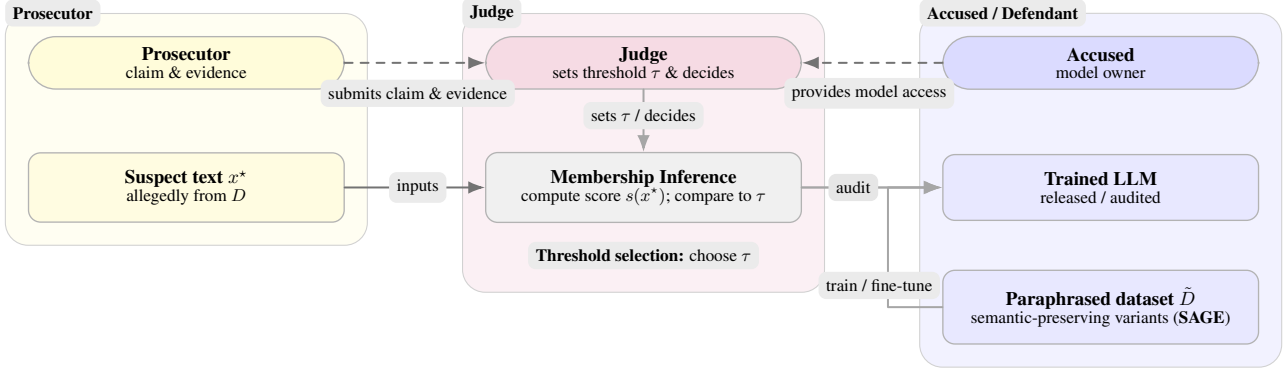 Prosecutor
Judge
Accused / Defendant
Prosecutor
claim & evidence
Judge
sets threshold τ & decides
Accused
model owner
submits claim & evidence
provides model access
sets τ / decides
Suspect text x⋆
allegedly from D
inputs
Membership Inference
compute score s(x⋆); compare to τ
audit
Trained LLM
released / audited
Threshold selection: choose τ
train / fine-tune
Paraphrased dataset D̃
semantic-preserving variants (SAGE)